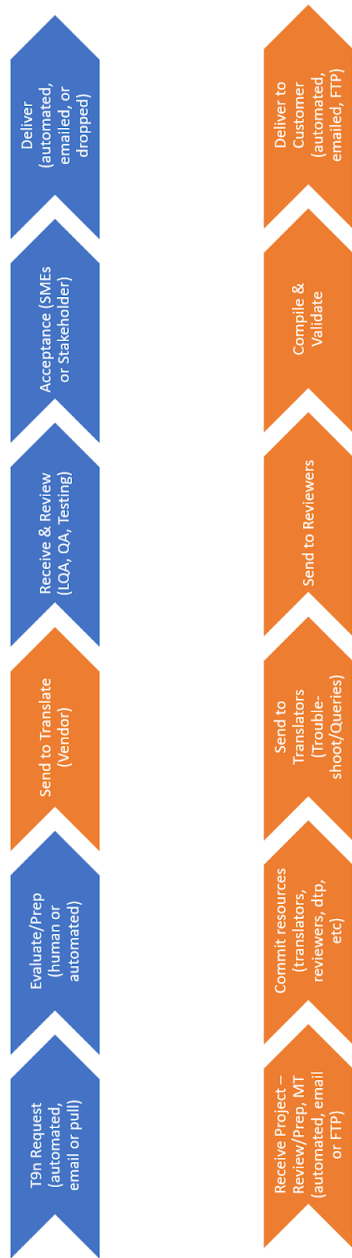 T9n Request
(automated,
email or pull)
Evaluate/Prep
(human or
automated)
Send to Translate
(Vendor)
Receive & Review
(LQA, QA, Testing)
Acceptance (SMEs
or Stakeholder)
Deliver
(automated,
emailed, or
dropped)
Receive Project –
Review/Prep, MT
(automated, email
or FTP)
Commit resources
(translators,
reviewers, dtp,
etc)
Send to
Translators
(Trouble-
shoot/Queries)
Send to Reviewers
Compile &
Validate
Deliver to
Customer
(automated,
emailed, FTP)